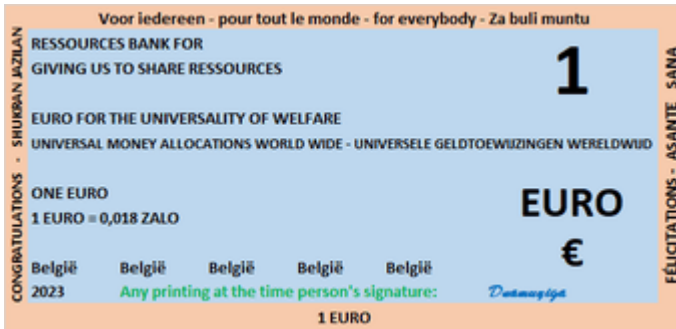 Voor iedereen - pour tout le monde - for everybody - Za buli muntu
CONGRATULATIONS - SHUKRAN JAZILAN
RESSOURCES BANK FOR
GIVING US TO SHARE RESSOURCES
1
EURO FOR THE UNIVERSALITY OF WELFARE
UNIVERSAL MONEY ALLOCATIONS WORLD WIDE - UNIVERSELE GELDTOEWIJZINGEN WERELDWIJD
ONE EURO
1 EURO = 0,018 ZALO
EURO
€
België België België België België
2023 Any printing at the time person's signature:
FÉLICITATIONS - ASANTE SANA
1 EURO